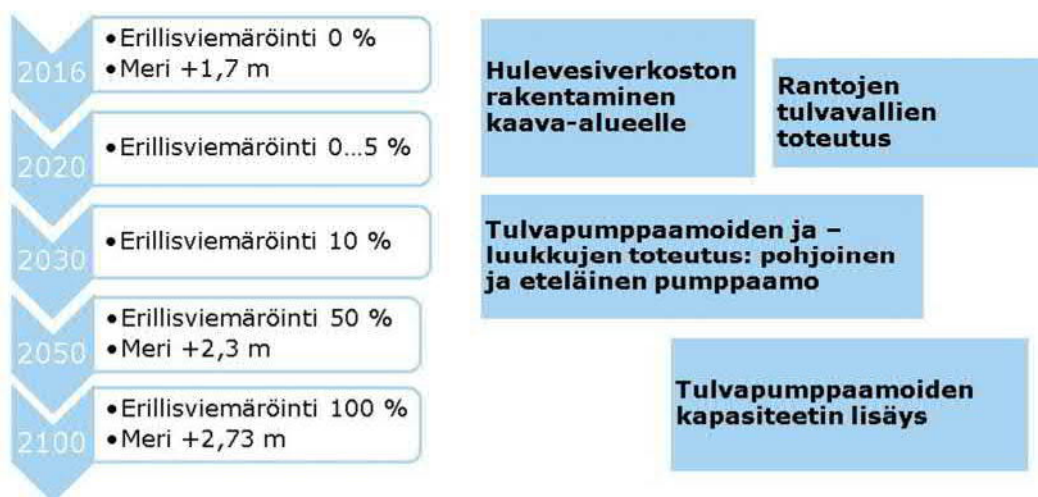 2016
•Erillisviemäröinti 0 %
•Meri +1,7 m
2020
•Erillisviemäröinti 0...5 %
2030
•Erillisviemäröinti 10 %
2050
•Erillisviemäröinti 50 %
•Meri +2,3 m
2100
•Erillisviemäröinti 100 %
•Meri +2,73 m
Hulevesiverkoston
rakentaminen
kaava-alueelle
Rantojen
tulvavallien
toteutus
Tulvapumppaamoiden ja –
luukkujen toteutus: pohjoinen
ja eteläinen pumppaamo
Tulvapumppaamoiden
kapasiteetin lisäys